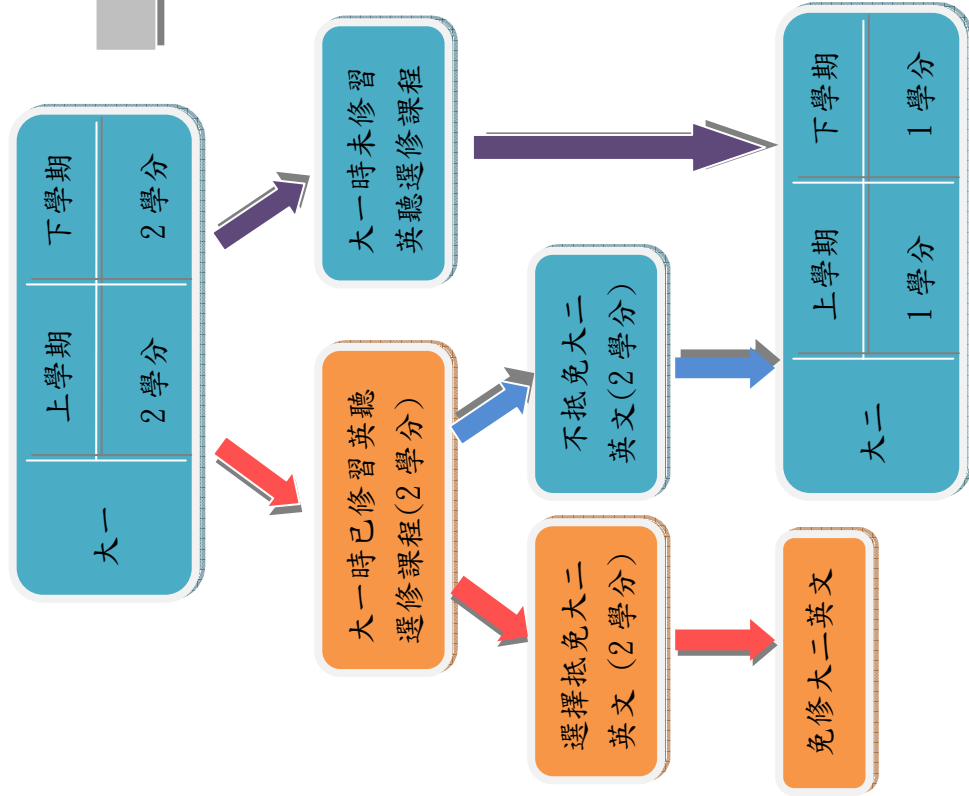 大一
上學期
下學期
2 學分
2 學分
大一時已修習英聽
選修課程(2 學分)
大一時未修習
英聽選修課程
選擇抵免大二
英文 (2 學分)
不抵免大二
英文(2 學分)
免修大二英文
大二
上學期
下學期
1 學分
1 學分